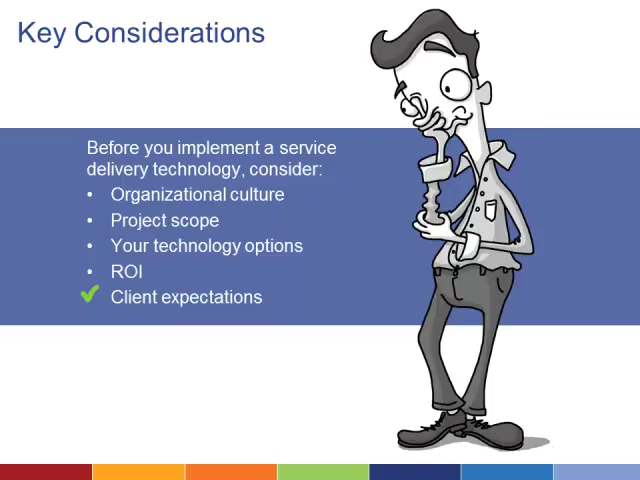 Key Considerations
Before you implement a service
delivery technology, consider:
• Organizational culture
• Project scope
• Your technology options
• ROI
Client expectations